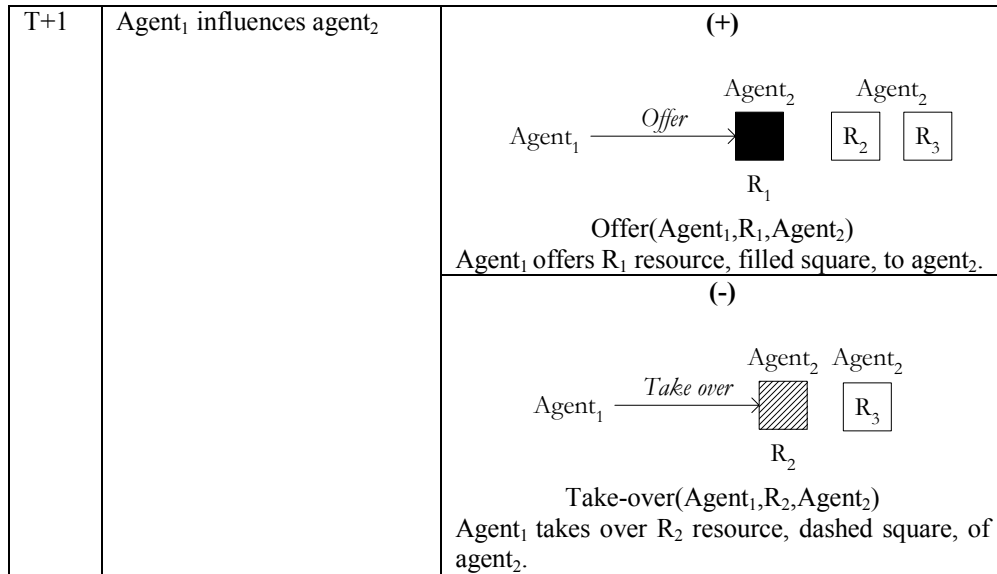 T+1
Agent₁ influences agent₂
(+)
Agent₂ Agent₂
Agent₁ Offer R₂ R₃
R₁
Offer(Agent₁,R₁,Agent₂)
Agent₁ offers R₁ resource, filled square, to agent₂.
(-)
Agent₂ Agent₂
Agent₁ Take over R₃
R₂
Take-over(Agent₁,R₂,Agent₂)
Agent₁ takes over R₂ resource, dashed square, of
agent₂.